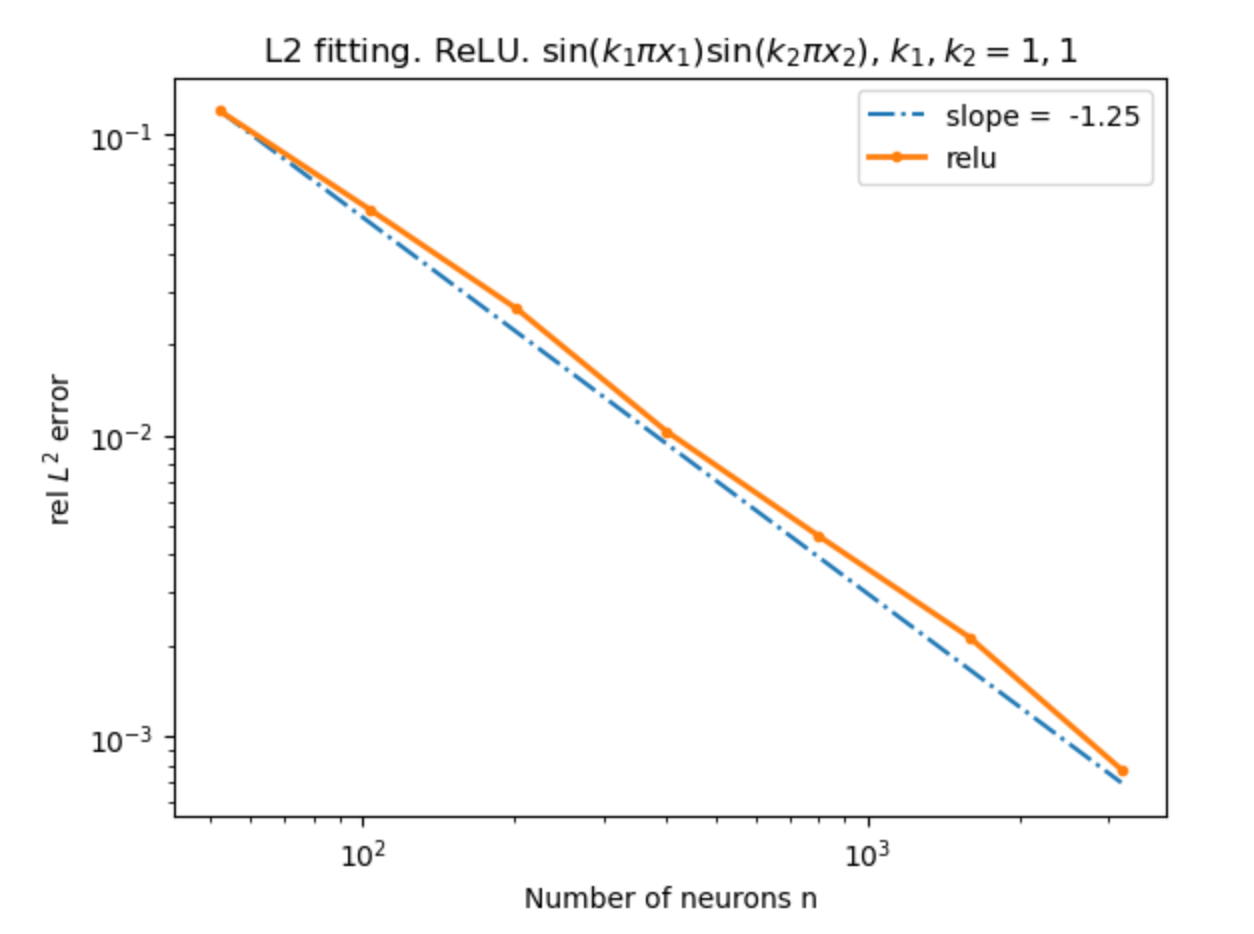 L2 fitting. ReLU. sin(k₁πx₁)sin(k₂πx₂), k₁, k₂ = 1, 1
slope = -1.25
relu
10⁻¹
10⁻²
10⁻³
rel L² error
10² 10³
Number of neurons n